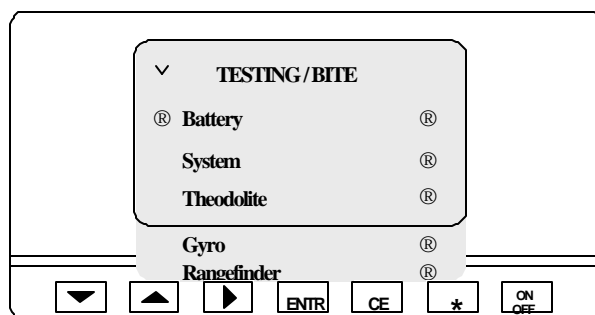 TESTING / BITE
® Battery ®
System ®
Theodolite ®
Gyro ®
Rangefinder ®
ENTR CE * ON OFF